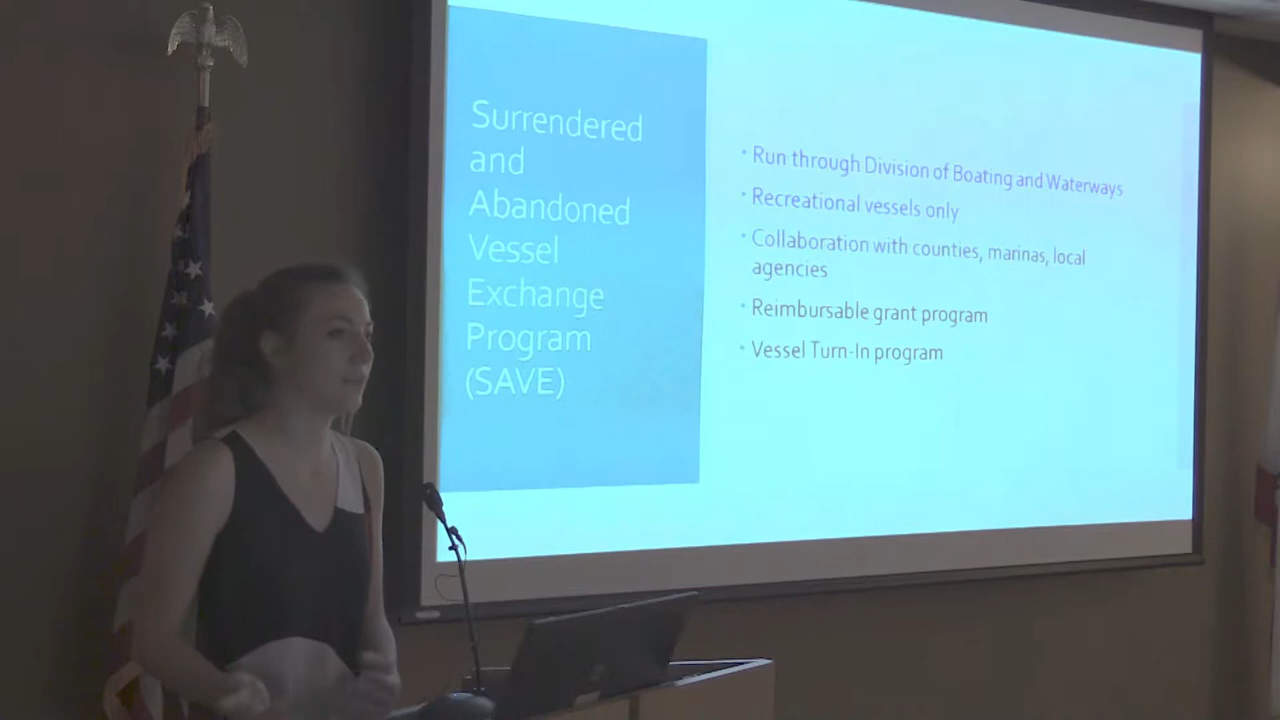 Surrendered
and
Abandoned
Vessel
Exchange
Program
(SAVE)
• Run through Division of Boating and Waterways
• Recreational vessels only
• Collaboration with counties, marinas, local
agencies
• Reimbursable grant program
• Vessel Turn-In program